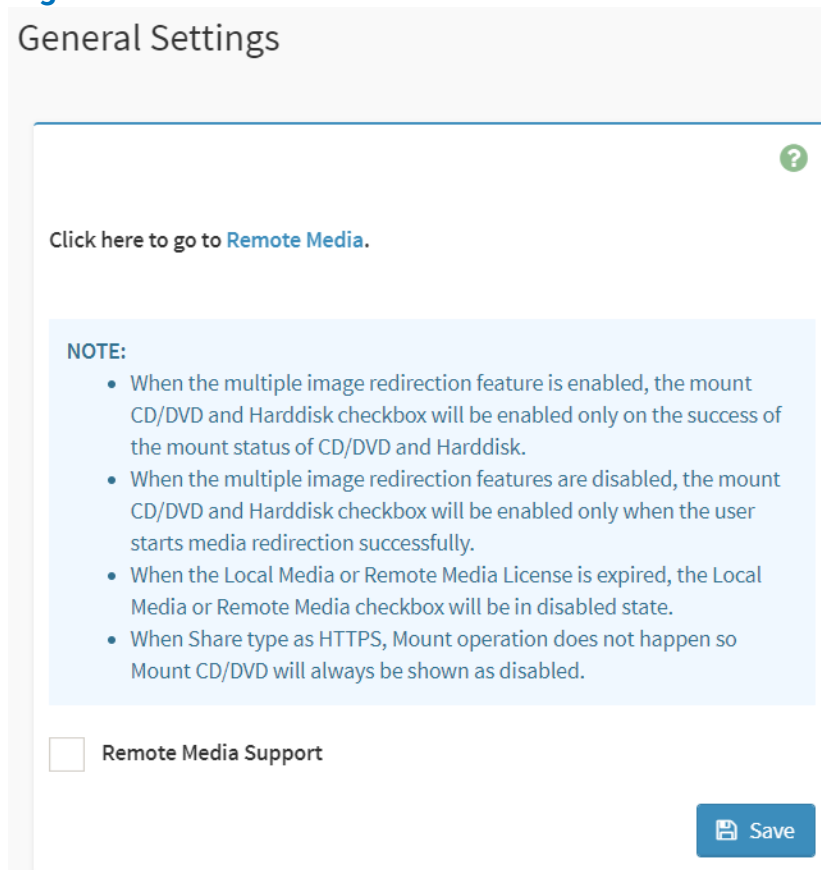 General Settings
Click here to go to Remote Media.
NOTE:
• When the multiple image redirection feature is enabled, the mount
CD/DVD and Harddisk checkbox will be enabled only on the success of
the mount status of CD/DVD and Harddisk.
• When the multiple image redirection features are disabled, the mount
CD/DVD and Harddisk checkbox will be enabled only when the user
starts media redirection successfully.
• When the Local Media or Remote Media License is expired, the Local
Media or Remote Media checkbox will be in disabled state.
• When Share type as HTTPS, Mount operation does not happen so
Mount CD/DVD will always be shown as disabled.
Remote Media Support
Save